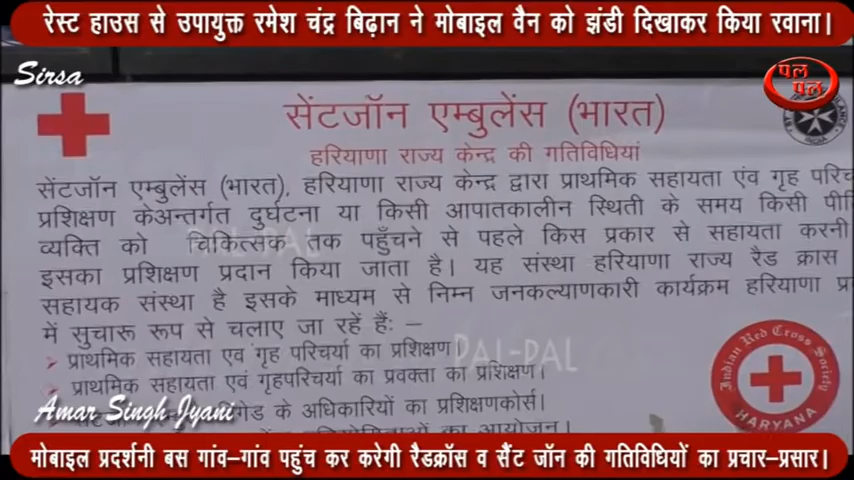 रेस्ट हाउस से उपायुक्त रमेश चंद्र बिढ़ान ने मोबाइल वैन को झंडी दिखाकर किया रवाना।
Sirsa
पल पल
सेंटजॉन एम्बुलेंस (भारत)
हरियाणा राज्य केन्द्र की गतिविधियां
सेंटजॉन एम्बुलेंस (भारत), हरियाणा राज्य केन्द्र द्वारा प्राथमिक सहायता एंव गृह
प्रशिक्षण केअन्तर्गत दुर्घटना या किसी आपातकालीन स्थिती के समय किसी
व्यक्ति को चिकित्सक तक पहुँचने से पहले किस प्रकार से सहायता करनी
इसका प्रशिक्षण प्रदान किया जाता है। यह संस्था हरियाणा राज्य रैड क्रास
सहायक संस्था है इसके माध्यम से निम्न जनकल्याणकारी कार्यक्रम हरियाणा
में सुचारू रूप से चलाए जा रहें हैं: –
प्राथमिक सहायता एवं गृह परिचर्या का प्रशिक्षण।
प्राथमिक सहायता एवं गृहपरिचर्या का प्रवक्ता का प्रशिक्षण।
के अधिकारियों का प्रशिक्षणकोर्स।
का आयोजन।
PAL-PAL
PAL-PAL
Indian Red Cross Society
HARYANA
Amar Singh Jyani
मोबाइल प्रदर्शनी बस गांव–गांव पहुंच कर करेगी रैडक्रॉस व सैंट जॉन की गतिविधियों का प्रचार–प्रसार।